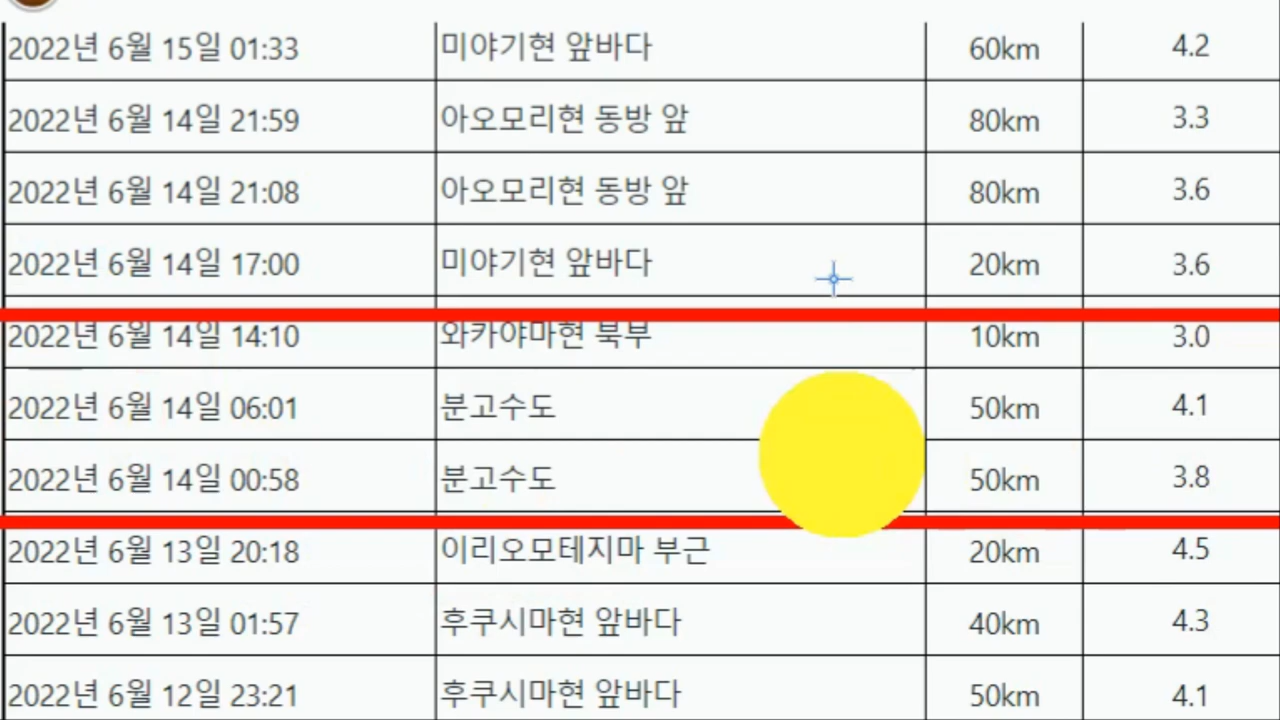 2022년 6월 15일 01:33 미야기현 앞바다 60km 4.2
2022년 6월 14일 21:59 아오모리현 동방 앞 80km 3.3
2022년 6월 14일 21:08 아오모리현 동방 앞 80km 3.6
2022년 6월 14일 17:00 미야기현 앞바다 20km 3.6
2022년 6월 14일 14:10 와카야마현 북부 10km 3.0
2022년 6월 14일 06:01 분고수도 50km 4.1
2022년 6월 14일 00:58 분고수도 50km 3.8
2022년 6월 13일 20:18 이리오모테지마 부근 20km 4.5
2022년 6월 13일 01:57 후쿠시마현 앞바다 40km 4.3
2022년 6월 12일 23:21 후쿠시마현 앞바다 50km 4.1